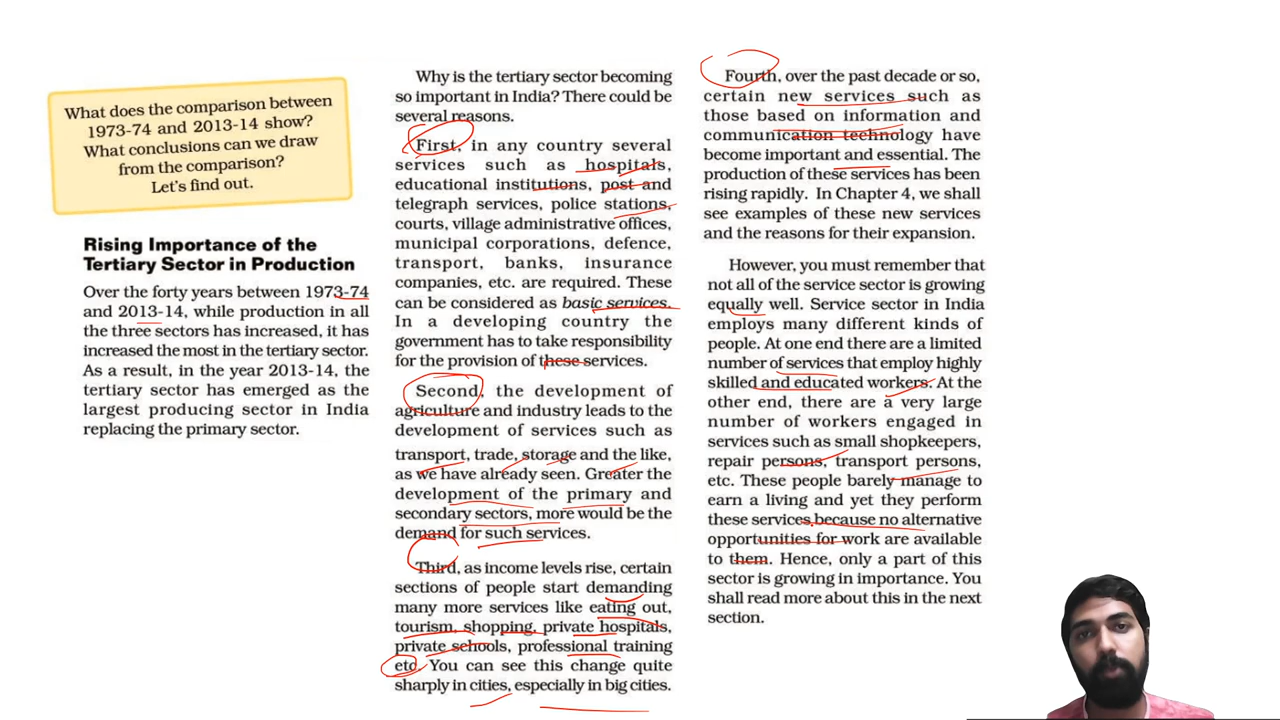 What does the comparison between
1973-74 and 2013-14 show?
What conclusions can we draw
from the comparison?
Let's find out.
Rising Importance of the
Tertiary Sector in Production
Over the forty years between 1973-74
and 2013-14, while production in all
the three sectors has increased, it has
increased the most in the tertiary sector.
As a result, in the year 2013-14, the
tertiary sector has emerged as the
largest producing sector in India
replacing the primary sector.
Why is the tertiary sector becoming
so important in India? There could be
several reasons.
First, in any country several
services such as hospitals,
educational institutions, post and
telegraph services, police stations,
courts, village administrative offices,
municipal corporations, defence,
transport, banks, insurance
companies, etc. are required. These
can be considered as basic services.
In a developing country the
government has to take responsibility
for the provision of these services.
Second, the development of
agriculture and industry leads to the
development of services such as
transport, trade, storage and the like,
as we have already seen. Greater the
development of the primary and
secondary sectors, more would be the
demand for such services.
Third, as income levels rise, certain
sections of people start demanding
many more services like eating out,
tourism, shopping, private hospitals,
private schools, professional training
etc. You can see this change quite
sharply in cities, especially in big cities.
Fourth, over the past decade or so,
certain new services such as
those based on information and
communication technology have
become important and essential. The
production of these services has been
rising rapidly. In Chapter 4, we shall
see examples of these new services
and the reasons for their expansion.
However, you must remember that
not all of the service sector is growing
equally well. Service sector in India
employs many different kinds of
people. At one end there are a limited
number of services that employ highly
skilled and educated workers. At the
other end, there are a very large
number of workers engaged in
services such as small shopkeepers,
repair persons, transport persons,
etc. These people barely manage to
earn a living and yet they perform
these services because no alternative
opportunities for work are available
to them. Hence, only a part of this
sector is growing in importance. You
shall read more about this in the next
section.